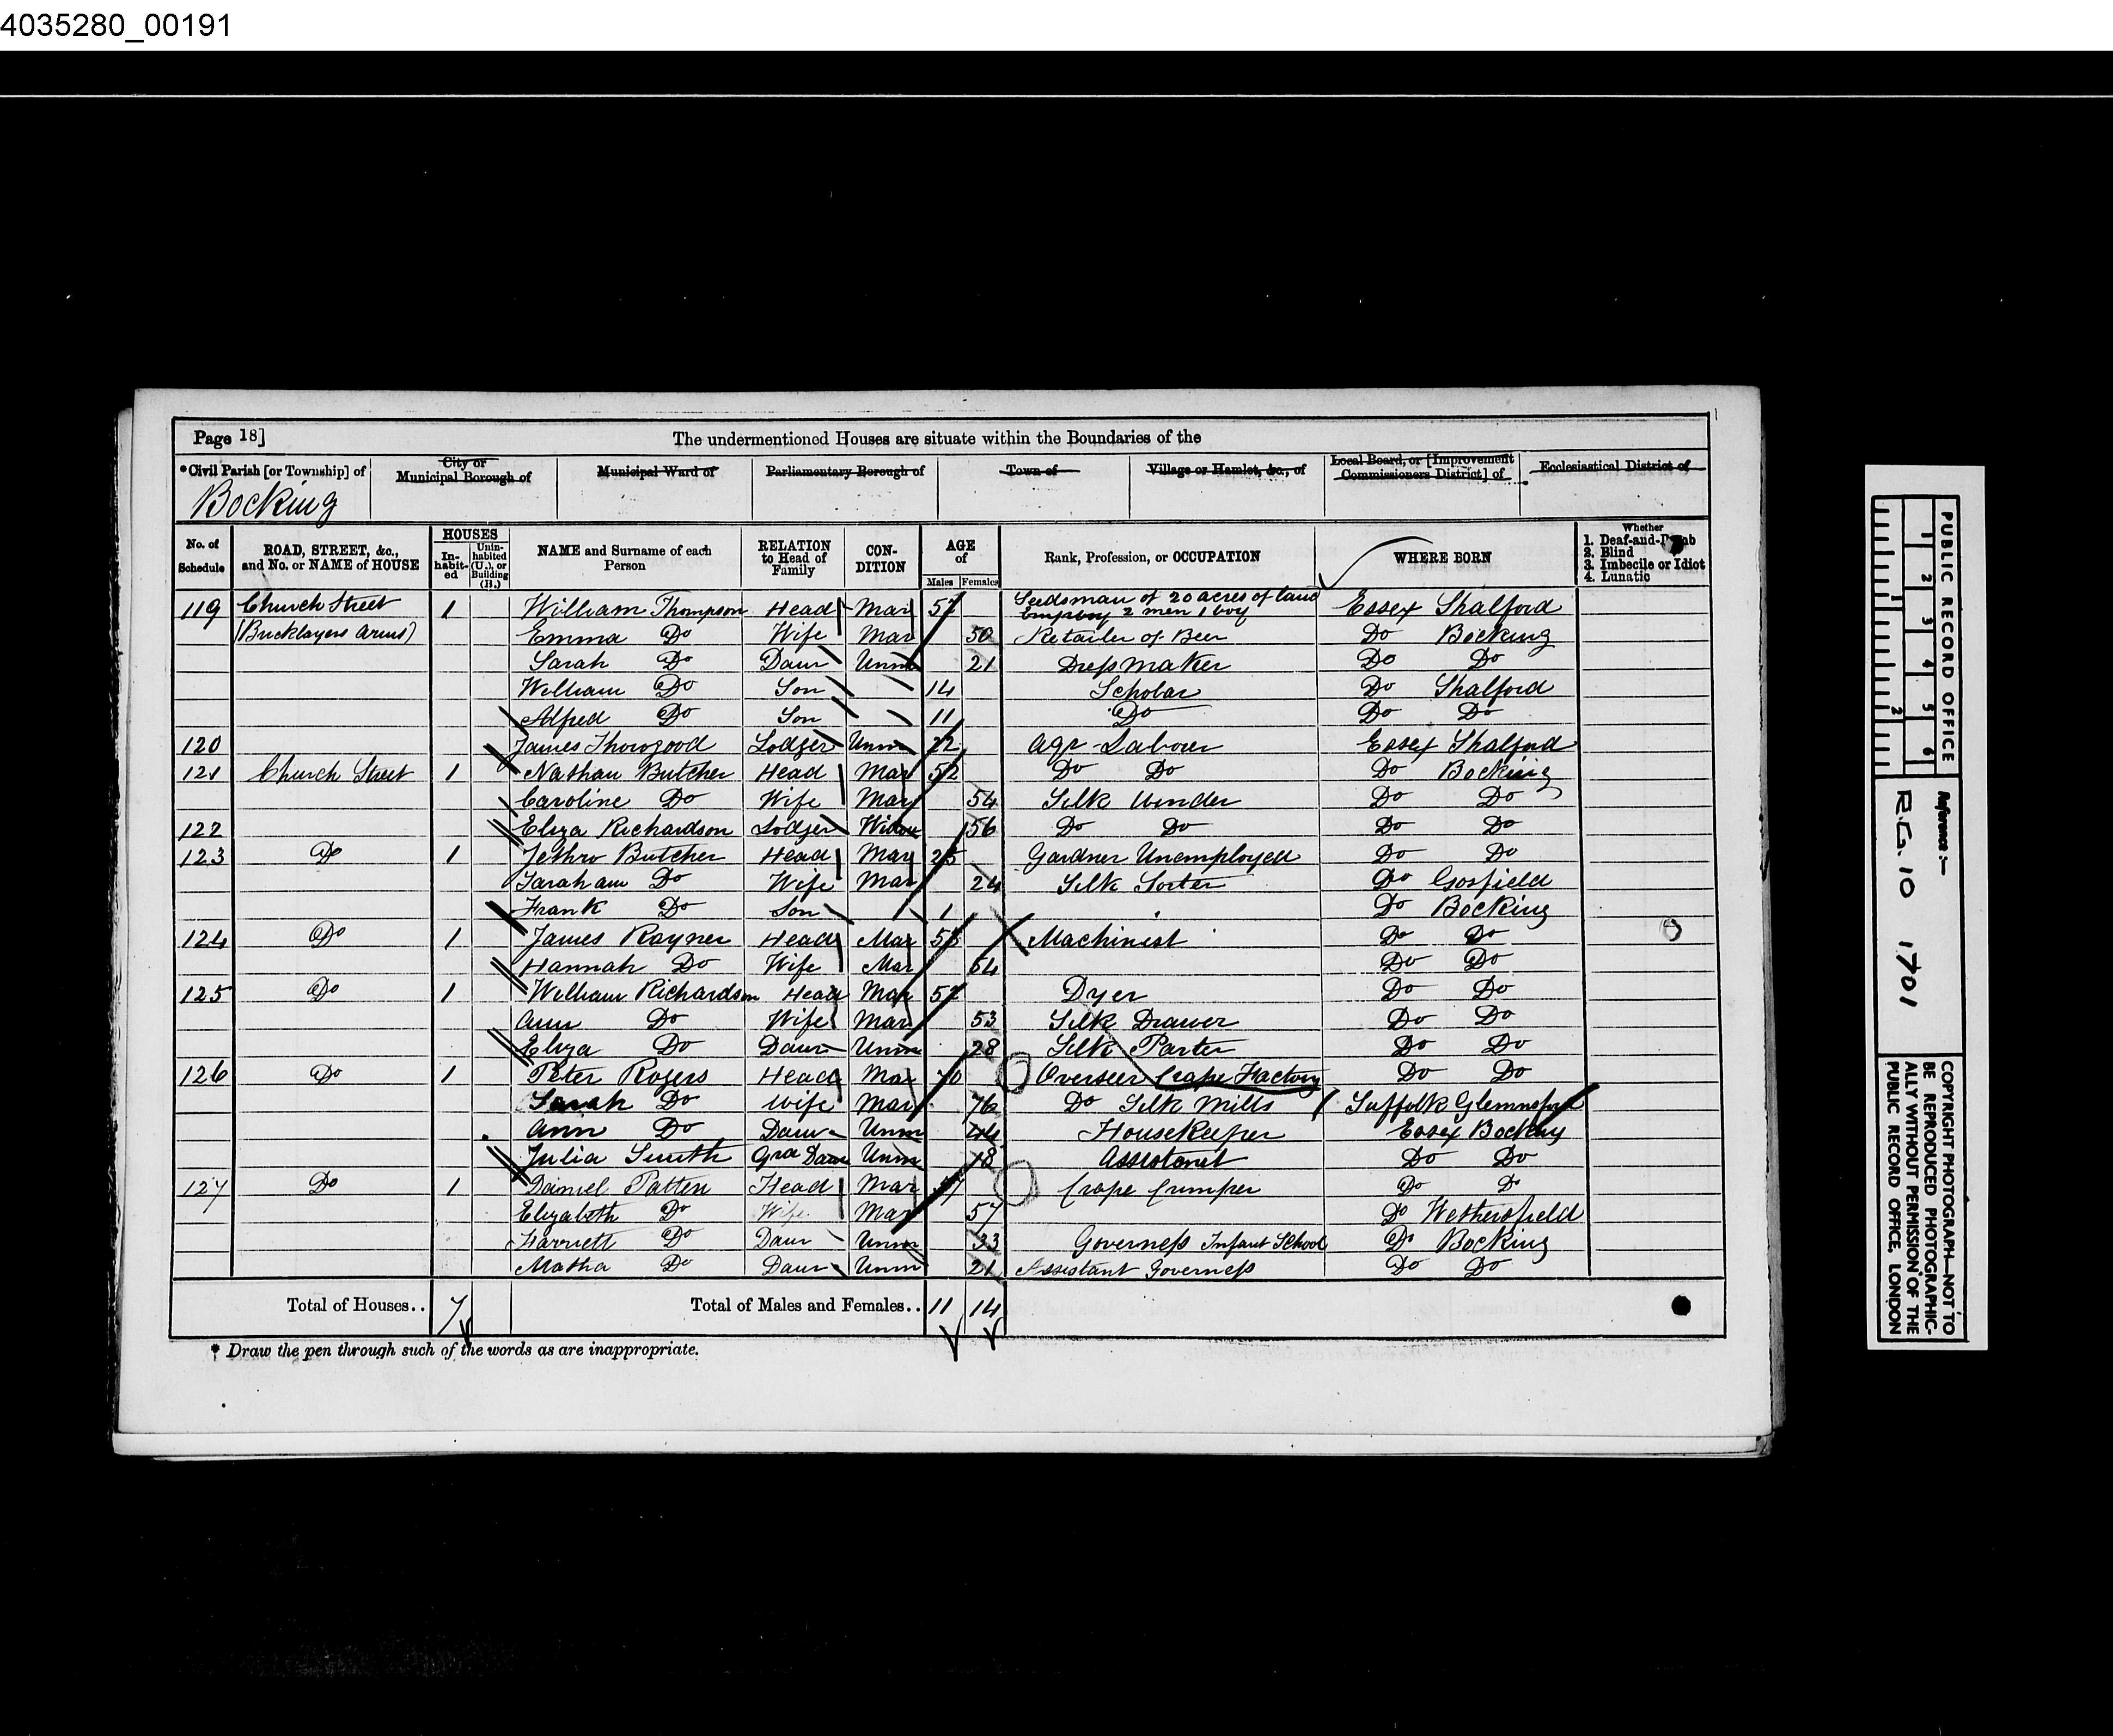 4035280_00191
Page 18]
The undermentioned Houses are situate within the Boundaries of the
*Civil Parish [or Township] of
City or Municipal Borough of
Municipal Ward of
Parliamentary Borough of
Town of
Village or Hamlet, &c., of
Local Board, or [Improvement Commissioners District] of
Ecclesiastical District of
Bocking
No. of Schedule
ROAD, STREET, &c., and No. or NAME of HOUSE
HOUSES
In-habit-ed
Unin-habited (U.), or Building (B.)
NAME and Surname of each Person
RELATION to Head of Family
CON-DITION
AGE of
Males Females
Rank, Profession, or OCCUPATION
WHERE BORN
Whether
1. Deaf-and-Dumb
2. Blind
3. Imbecile or Idiot
4. Lunatic
119 Church Street 1 William Thompson Head Mar Seedsman of 20 acres of land 2 men 1 boy Essex Shalford
Emma Do Wife Mar 50 Retailer of Beer Do Bocking
Sarah Do Daur Unm 21 Dressmaker Do Do
William Do Son 14 Scholar Do Shalford
Alfred Do Son 11 Do Do Do
120 James Thorogood Lodger Unm 22 Agr Labourer Essex Shalford
121 Church Street 1 Nathan Butcher Head Mar 52 Do Do Do Bocking
Caroline Do Wife Mar 54 Silk Winder Do Do
122 Eliza Richardson Lodger Widow 56 Do Do Do Do
123 Do 1 Jethro Butcher Head Mar 25 Gardner Unemployed Do Do
Sarah ann Do Wife Mar 24 Silk Sorter Do Gosfield
Frank Do Son 1 Do Bocking
124 Do 1 James Rayner Head Mar Machinist Do Do
Hannah Do Wife Mar 54 Do Do
125 Do 1 William Richardson Head Mar Dyer Do Do
Ann Do Wife Mar 53 Silk Drawer Do Do
Eliza Do Daur Unm 28 Silk Parter Do Do
126 Do 1 Peter Rogers Head Mar 70 Overseer Crape Factory Do Do
Sarah Do Wife Mar 76 Do Silk Mills Suffolk Glemnsford
Ann Do Daur Unm 44 HouseKeeper Essex Bocking
Julia Smith Gra Daur Unm 18 Assistant Do Do
127 Do 1 Daniel Patten Head Mar Crape Crimper Do Do
Elizabeth Do Wife Mar 57 Do Wethersfield
Harriett Do Daur Unm 33 Governess Infant School Do Bocking
Matha Do Daur Unm 21 Assistant Governess Do Do
Total of Houses.. 7
Total of Males and Females.. 11 14
* Draw the pen through such of the words as are inappropriate.
PUBLIC RECORD OFFICE
1 2 3 4 5 6
1 2
Reference :—
R.G. 10 1701
COPYRIGHT PHOTOGRAPH—NOT TO BE REPRODUCED PHOTOGRAPHIC-ALLY WITHOUT PERMISSION OF THE PUBLIC RECORD OFFICE, LONDON